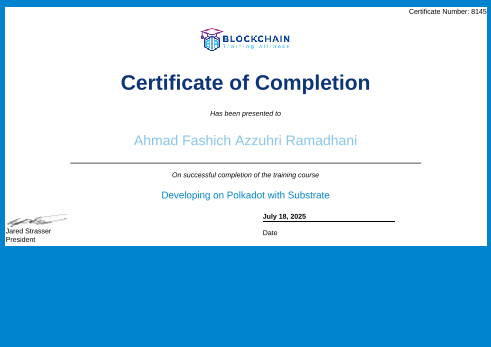 Certificate Number: 8145
BLOCKCHAIN
Training Alliance
Certificate of Completion
Has been presented to
Ahmad Fashich Azzuhri Ramadhani
On successful completion of the training course
Developing on Polkadot with Substrate
July 18, 2025
Date
Jared Strasser
President